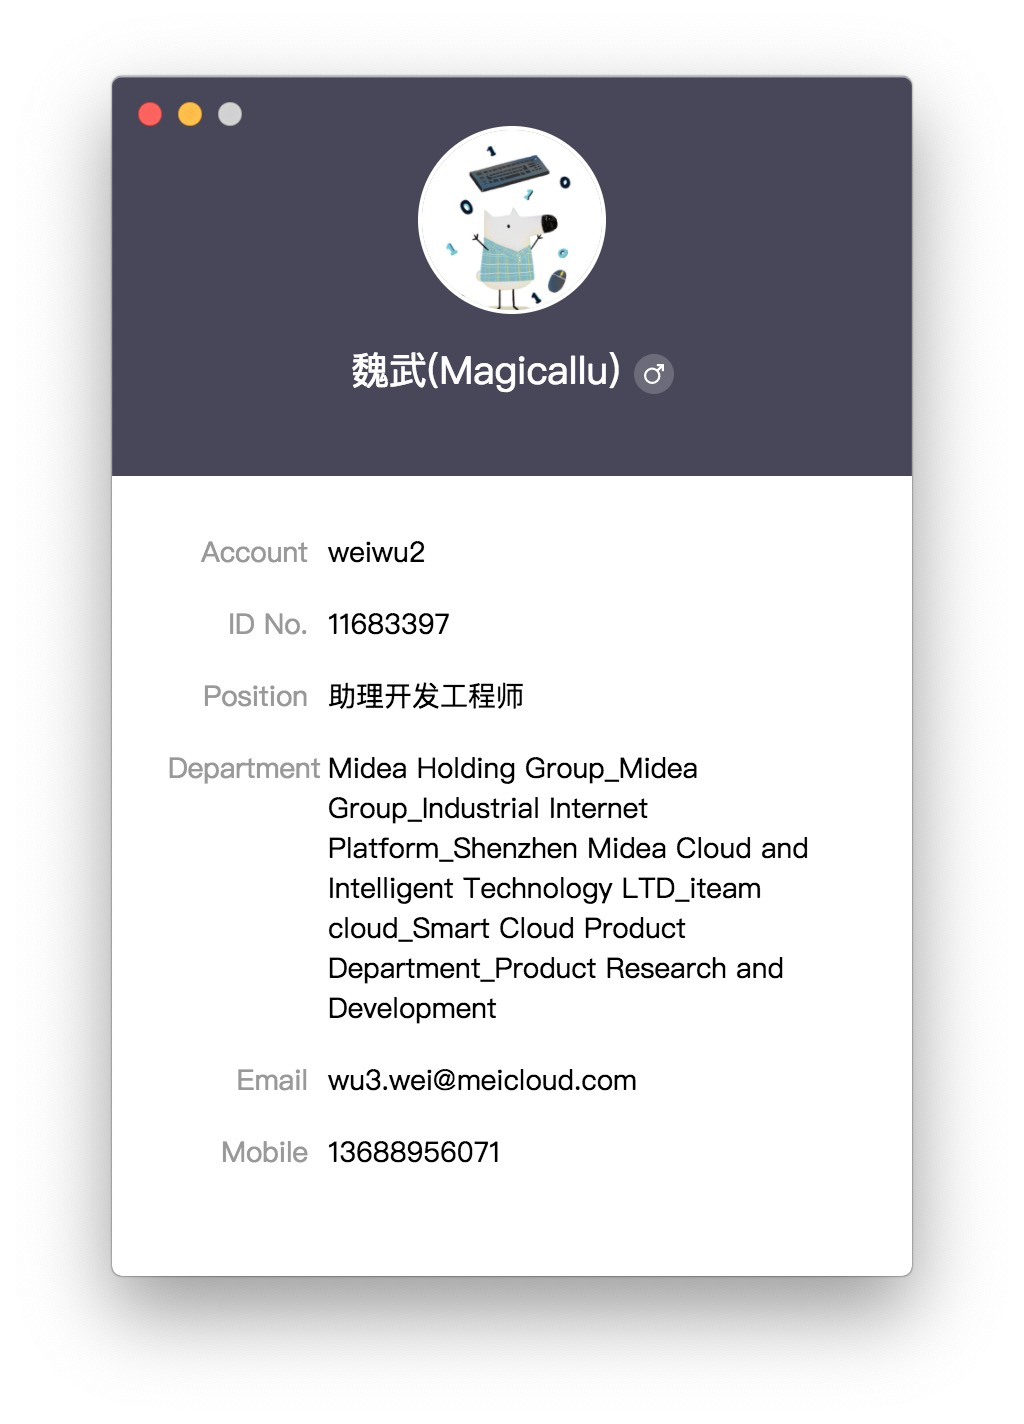 魏武(Magicallu)
Account weiwu2
ID No. 11683397
Position 助理开发工程师
Department Midea Holding Group_Midea
Group_Industrial Internet
Platform_Shenzhen Midea Cloud and
Intelligent Technology LTD_iteam
cloud_Smart Cloud Product
Department_Product Research and
Development
Email wu3.wei@meicloud.com
Mobile 13688956071